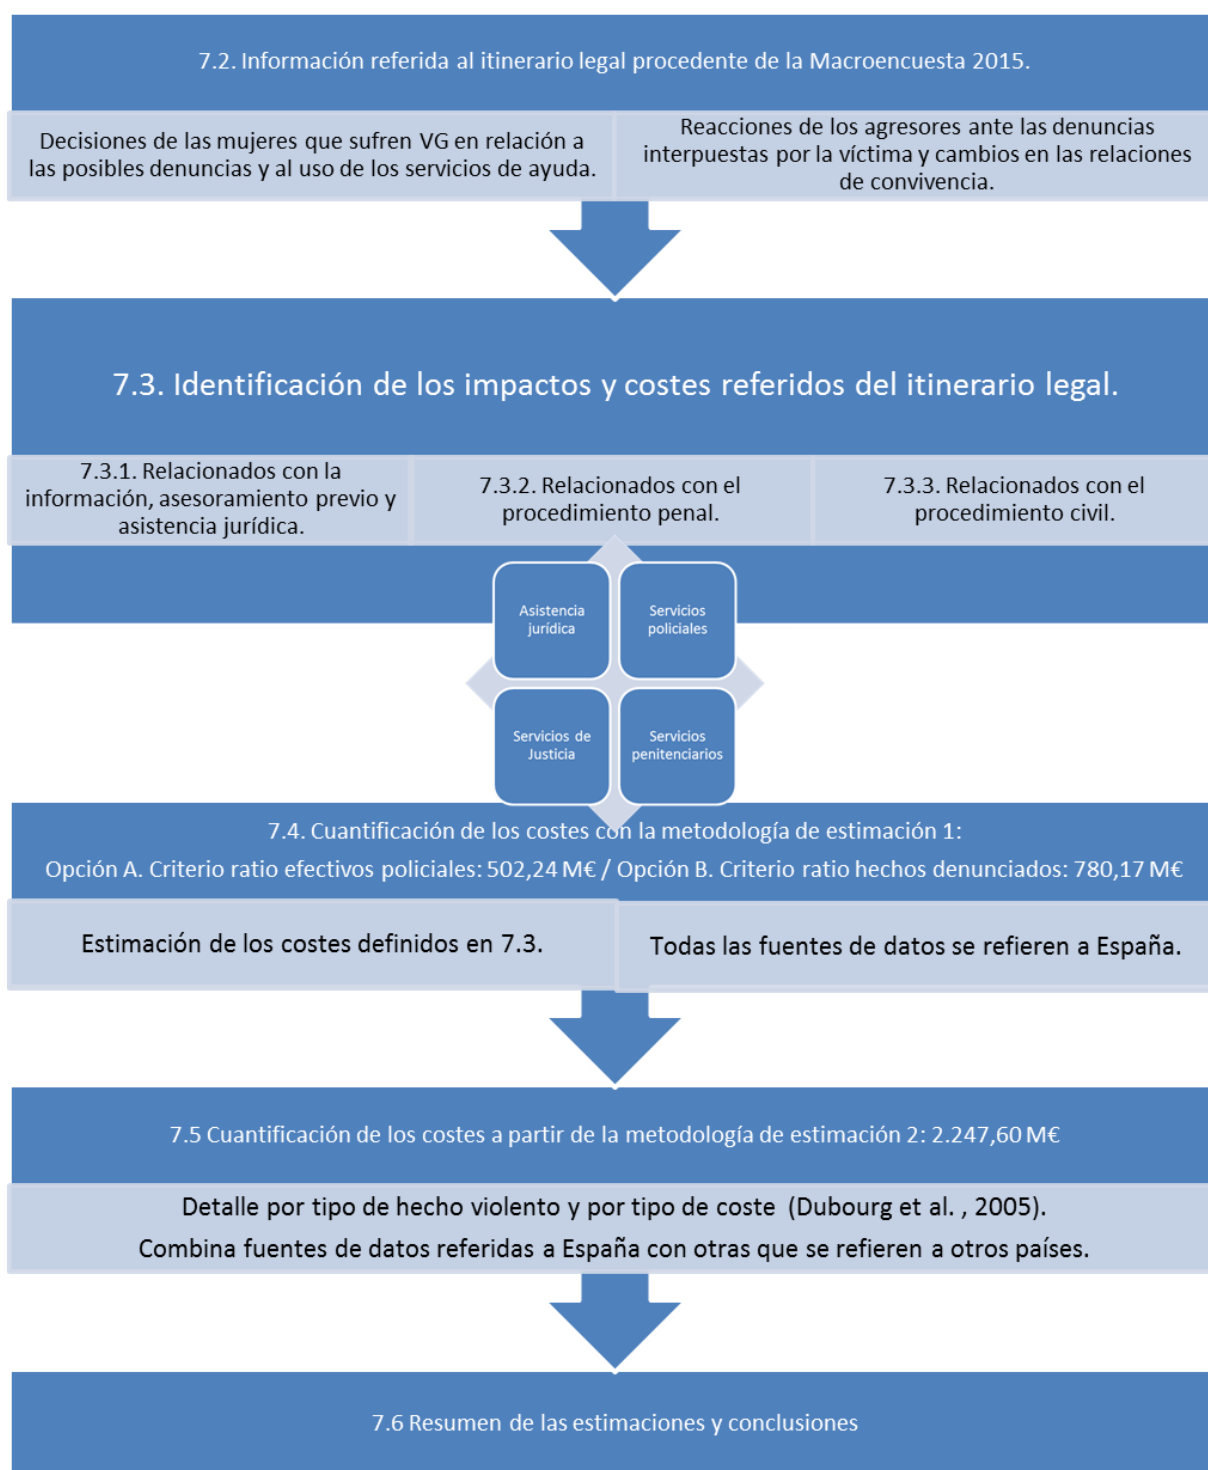 7.2. Información referida al itinerario legal procedente de la Macroencuesta 2015.
Decisiones de las mujeres que sufren VG en relación a
las posibles denuncias y al uso de los servicios de ayuda.
Reacciones de los agresores ante las denuncias
interpuestas por la víctima y cambios en las relaciones
de convivencia.
7.3. Identificación de los impactos y costes referidos del itinerario legal.
7.3.1. Relacionados con la
información, asesoramiento previo y
asistencia jurídica.
7.3.2. Relacionados con el
procedimiento penal.
7.3.3. Relacionados con el
procedimiento civil.
Asistencia
jurídica
Servicios
policiales
Servicios de
Justicia
Servicios
penitenciarios
7.4. Cuantificación de los costes con la metodología de estimación 1:
Opción A. Criterio ratio efectivos policiales: 502,24 M€ / Opción B. Criterio ratio hechos denunciados: 780,17 M€
Estimación de los costes definidos en 7.3.
Todas las fuentes de datos se refieren a España.
7.5 Cuantificación de los costes a partir de la metodología de estimación 2: 2.247,60 M€
Detalle por tipo de hecho violento y por tipo de coste (Dubourg et al. , 2005).
Combina fuentes de datos referidas a España con otras que se refieren a otros países.
7.6 Resumen de las estimaciones y conclusiones